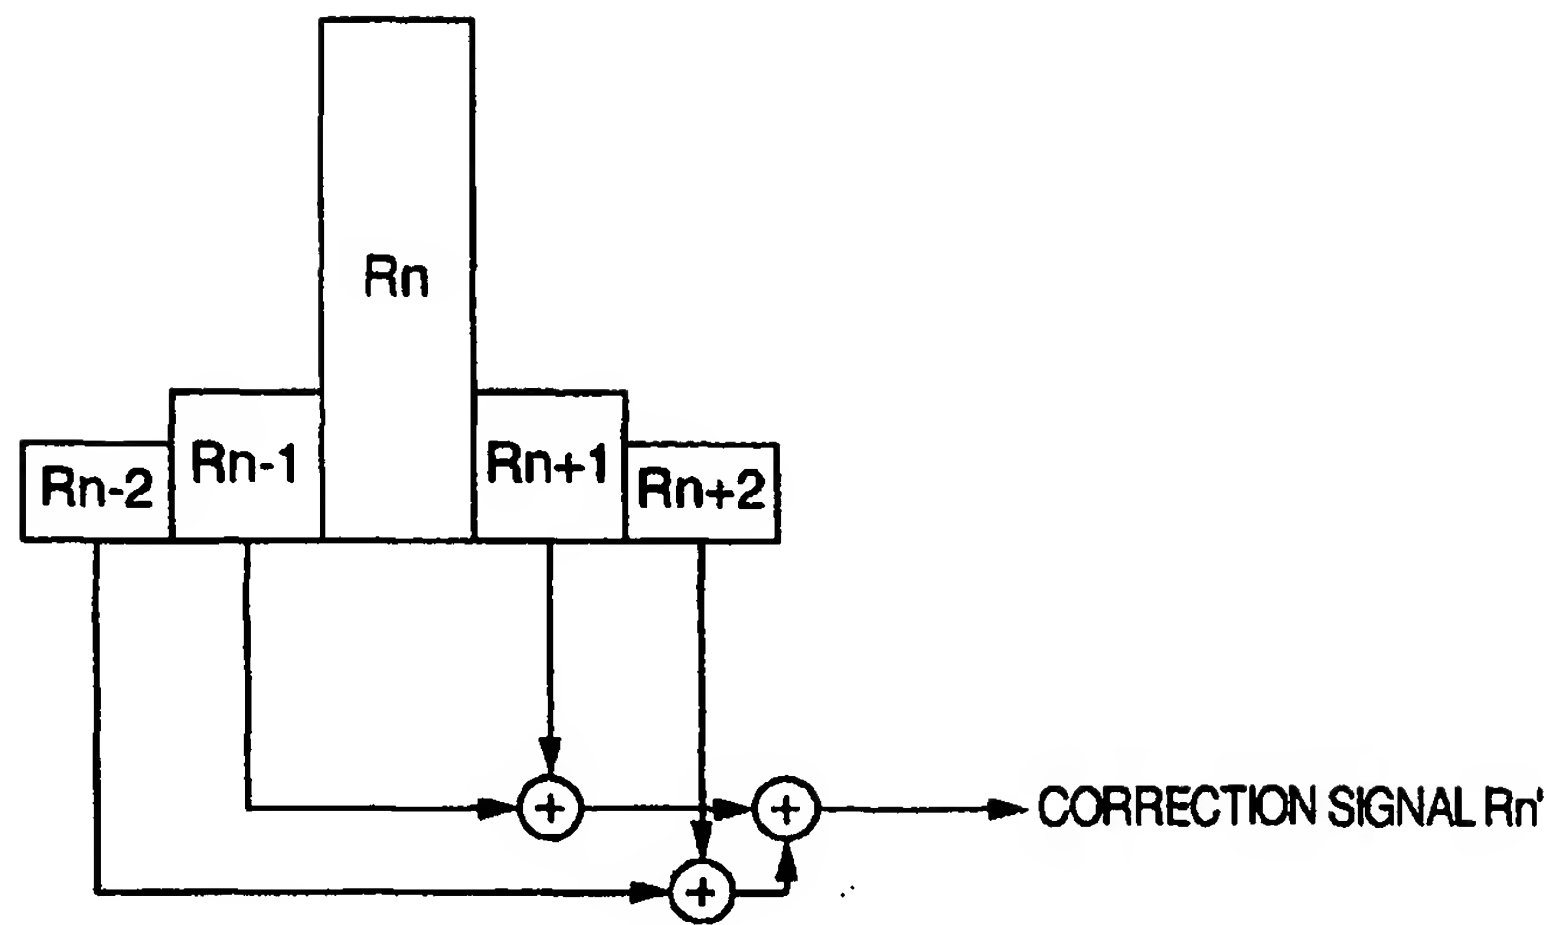 Rn
Rn-2
Rn-1
Rn+1
Rn+2
+
+
CORRECTION SIGNAL Rn'
+